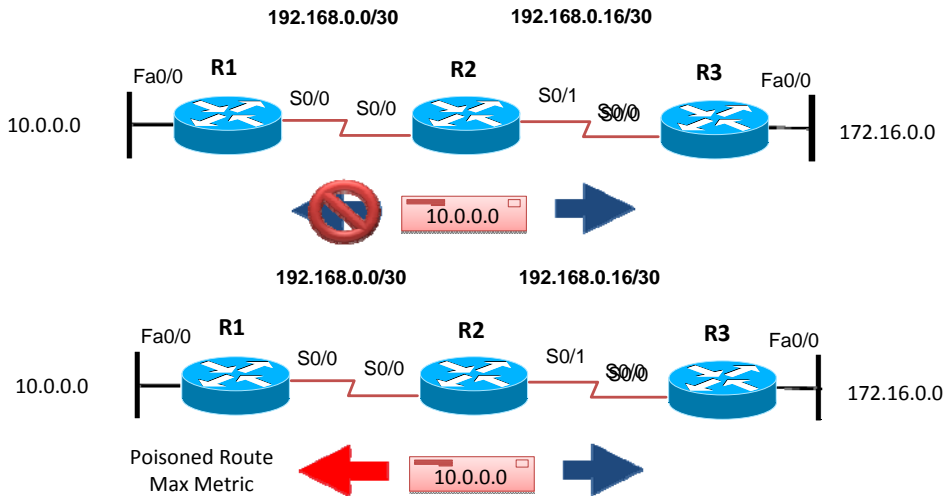 192.168.0.0/30 192.168.0.16/30
R1 R2 R3
Fa0/0 Fa0/0
S0/0 S0/0 S0/1 S0/0
10.0.0.0 172.16.0.0
10.0.0.0
192.168.0.0/30 192.168.0.16/30
R1 R2 R3
Fa0/0 Fa0/0
S0/0 S0/0 S0/1 S0/0
10.0.0.0 172.16.0.0
Poisoned Route
Max Metric
10.0.0.0